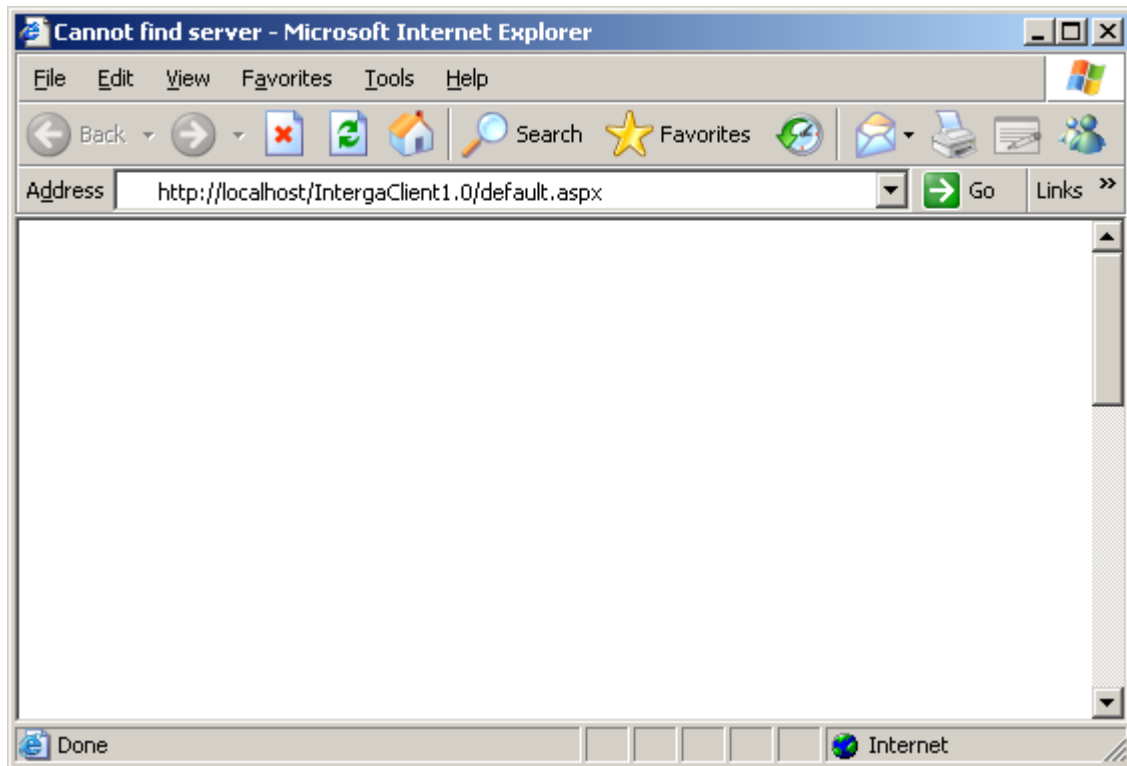 Cannot find server - Microsoft Internet Explorer
File Edit View Favorites Tools Help
Back Search Favorites
Address http://localhost/IntergaClient1.0/default.aspx Go Links »
Done Internet